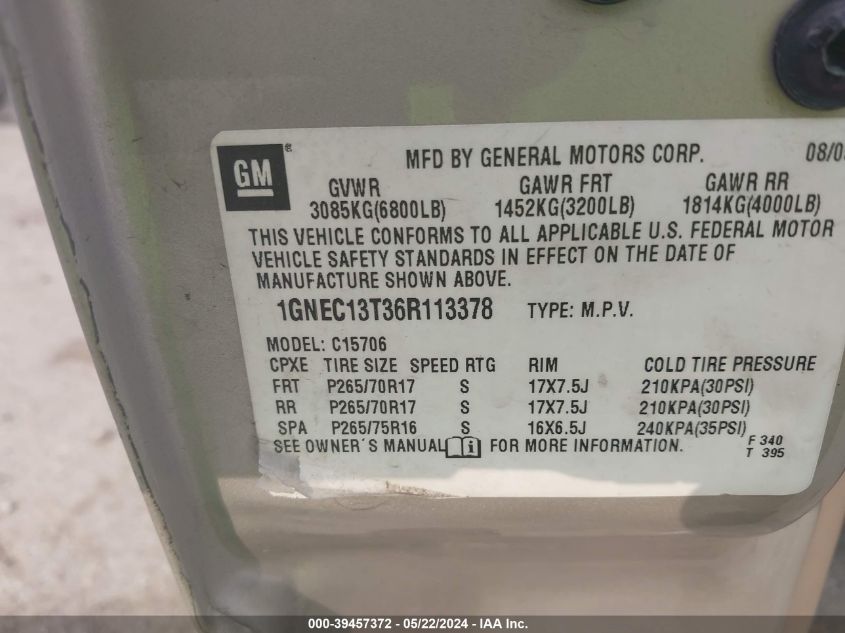 GM ® MFD BY GENERAL MOTORS CORP. 08/0
GVWR GAWR FRT GAWR RR
3085KG(6800LB) 1452KG(3200LB) 1814KG(4000LB)
THIS VEHICLE CONFORMS TO ALL APPLICABLE U.S. FEDERAL MOTOR
VEHICLE SAFETY STANDARDS IN EFFECT ON THE DATE OF
MANUFACTURE SHOWN ABOVE.
1GNEC13T36R113378 TYPE: M.P.V.
MODEL: C15706
CPXE TIRE SIZE SPEED RTG RIM COLD TIRE PRESSURE
FRT P265/70R17 S 17X7.5J 210KPA(30PSI)
RR P265/70R17 S 17X7.5J 210KPA(30PSI)
SPA P265/75R16 S 16X6.5J 240KPA(35PSI)
SEE OWNER´S MANUAL i FOR MORE INFORMATION. F 340
T 395
000-39457372 - 05/22/2024 - IAA Inc.